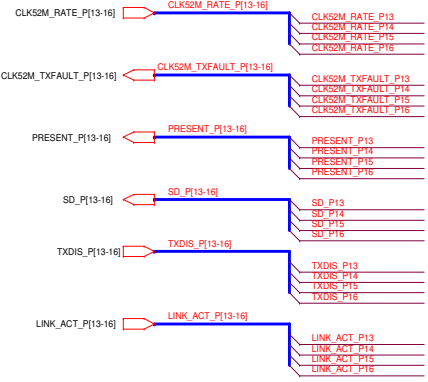 CLK52M_RATE_P[13-16] CLK52M_RATE_P[13-16]
CLK52M_RATE_P13
CLK52M_RATE_P14
CLK52M_RATE_P15
CLK52M_RATE_P16
CLK52M_TXFAULT_P[13-16] CLK52M_TXFAULT_P[13-16]
CLK52M_TXFAULT_P13
CLK52M_TXFAULT_P14
CLK52M_TXFAULT_P15
CLK52M_TXFAULT_P16
PRESENT_P[13-16] PRESENT_P[13-16]
PRESENT_P13
PRESENT_P14
PRESENT_P15
PRESENT_P16
SD_P[13-16] SD_P[13-16]
SD_P13
SD_P14
SD_P15
SD_P16
TXDIS_P[13-16] TXDIS_P[13-16]
TXDIS_P13
TXDIS_P14
TXDIS_P15
TXDIS_P16
LINK_ACT_P[13-16] LINK_ACT_P[13-16]
LINK_ACT_P13
LINK_ACT_P14
LINK_ACT_P15
LINK_ACT_P16